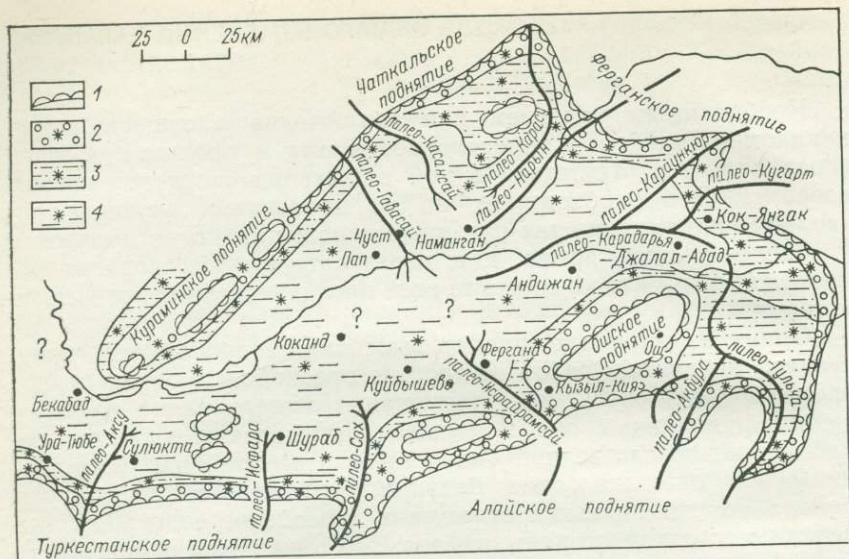 25 0 25км
1
2
3
4
Чаткальское
поднятие
Ферганское поднятие
палео-Касансай
палео-Гавасай
палео-Карасу
палео-Нарын
палео-Караункюр
палео-Кугарт
Кок-Янгак
Кураминское поднятие
Чуст
Пап
Наманган
палео-Карадарья
Джалал-Абад
Андижан
?
?
?
Коканд
Фергана
Ошское
поднятие
Ош
Куйбышево
Кызыл-Кия
палео-Исфайрамсай
палео-Акбура
палео-Гульча
Бекабад
Ура-Тюбе
палео-Аксу
Сулюкта
палео-Исфара
Шураб
палео-Сох
Алайское поднятие
Туркестанское поднятие